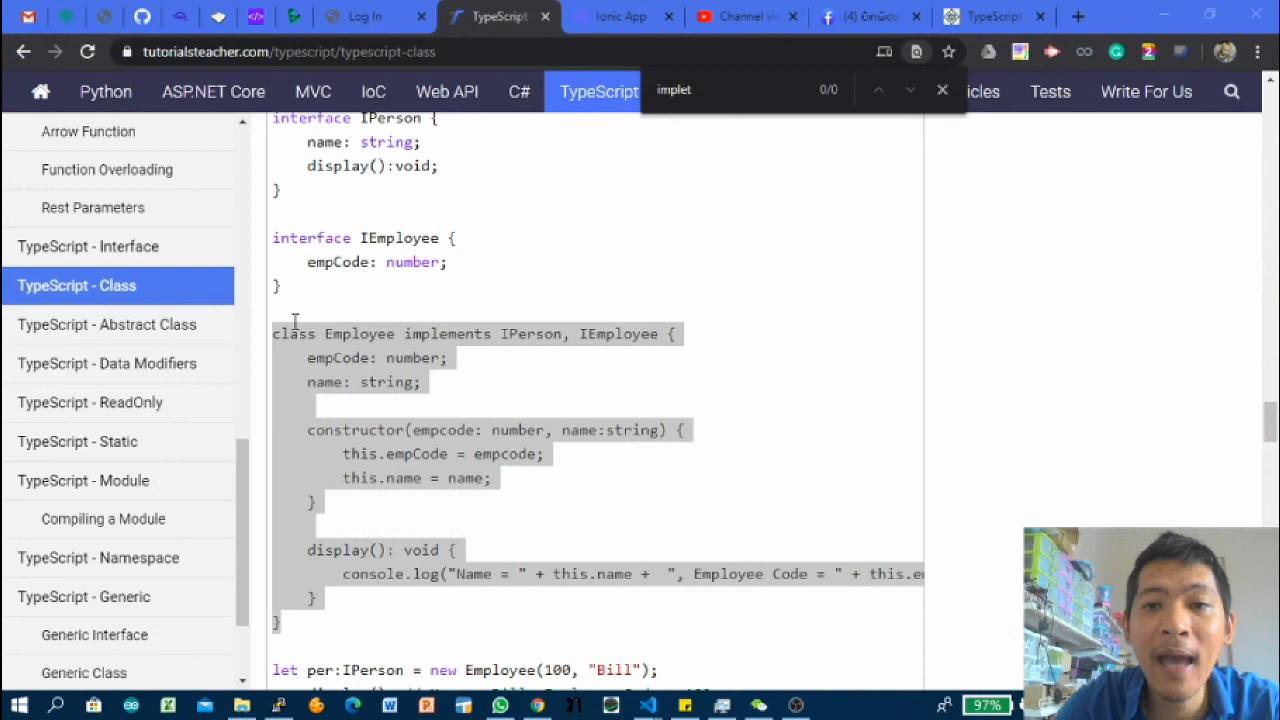 Log In
TypeScript
Ionic App
Channel
TypeScript
tutorialsteacher.com/typescript/typescript-class
Python
ASP.NET Core
MVC
IoC
Web API
C#
TypeScript
Tests
Write For Us
implet
0/0
Arrow Function
Function Overloading
Rest Parameters
TypeScript - Interface
TypeScript - Class
TypeScript - Abstract Class
TypeScript - Data Modifiers
TypeScript - ReadOnly
TypeScript - Static
TypeScript - Module
Compiling a Module
TypeScript - Namespace
TypeScript - Generic
Generic Interface
Generic Class
interface IPerson {
name: string;
display():void;
}
interface IEmployee {
empCode: number;
}
class Employee implements IPerson, IEmployee {
empCode: number;
name: string;
constructor(empcode: number, name:string) {
this.empCode = empcode;
this.name = name;
}
display(): void {
console.log("Name = " + this.name + ", Employee Code = " + this.em
}
}
let per:IPerson = new Employee(100, "Bill");
97%